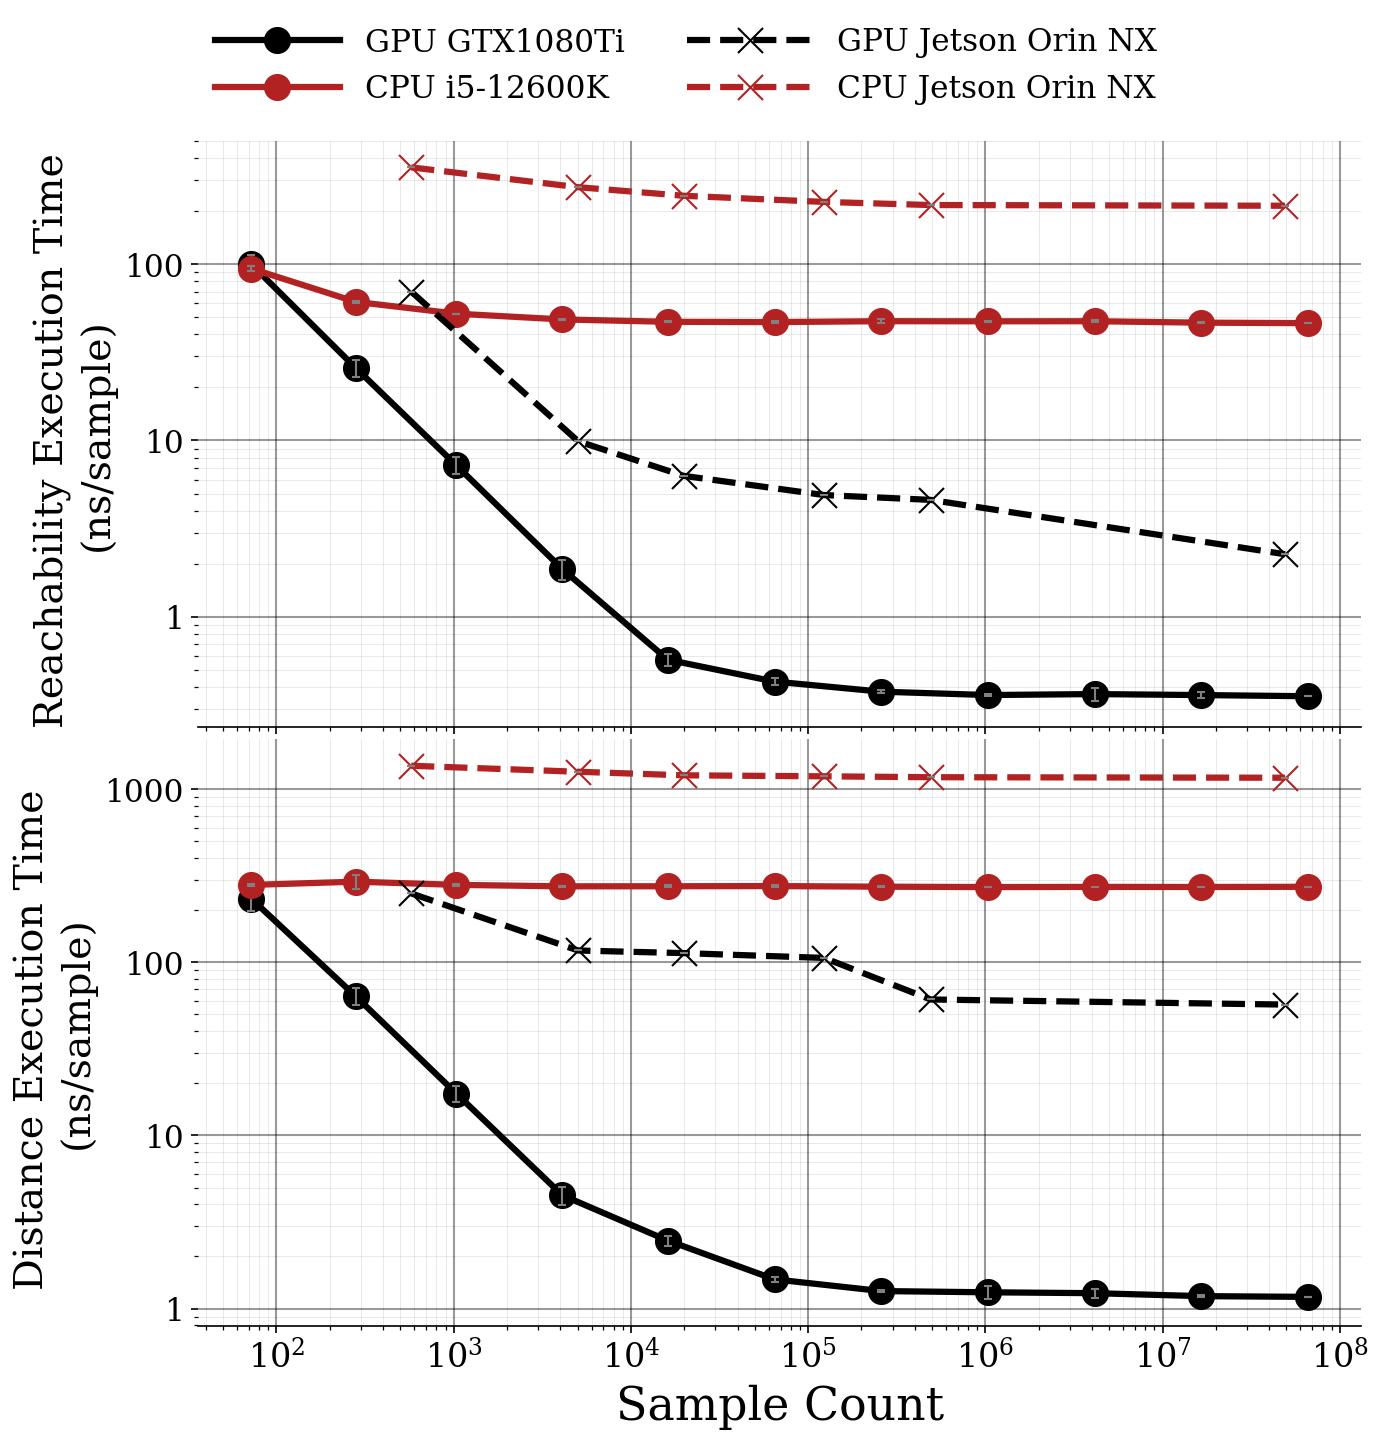 GPU GTX1080Ti
CPU i5-12600K
GPU Jetson Orin NX
CPU Jetson Orin NX
Reachability Execution Time
(ns/sample)
100
10
1
Distance Execution Time
(ns/sample)
1000
100
10
1
10² 10³ 10⁴ 10⁵ 10⁶ 10⁷ 10⁸
Sample Count